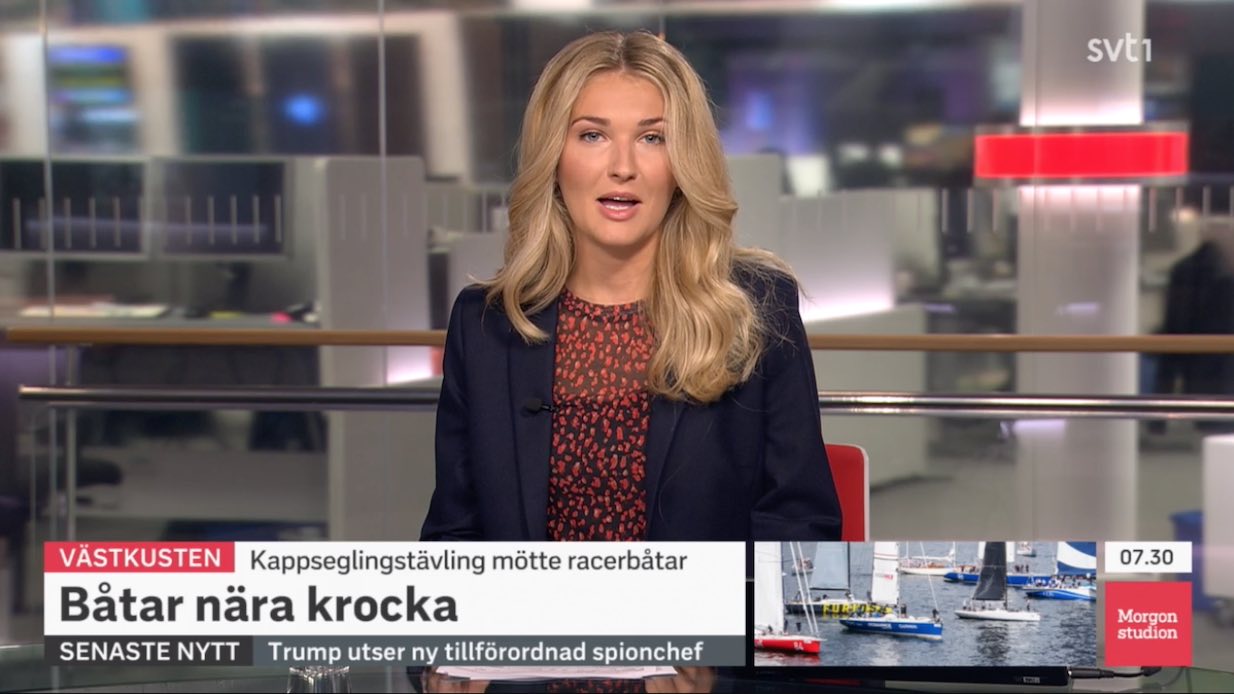 svt1
VÄSTKUSTEN Kappseglingstävling mötte racerbåtar
Båtar nära krocka
SENASTE NYTT Trump utser ny tillförordnad spionchef
07.30
Morgon
studion